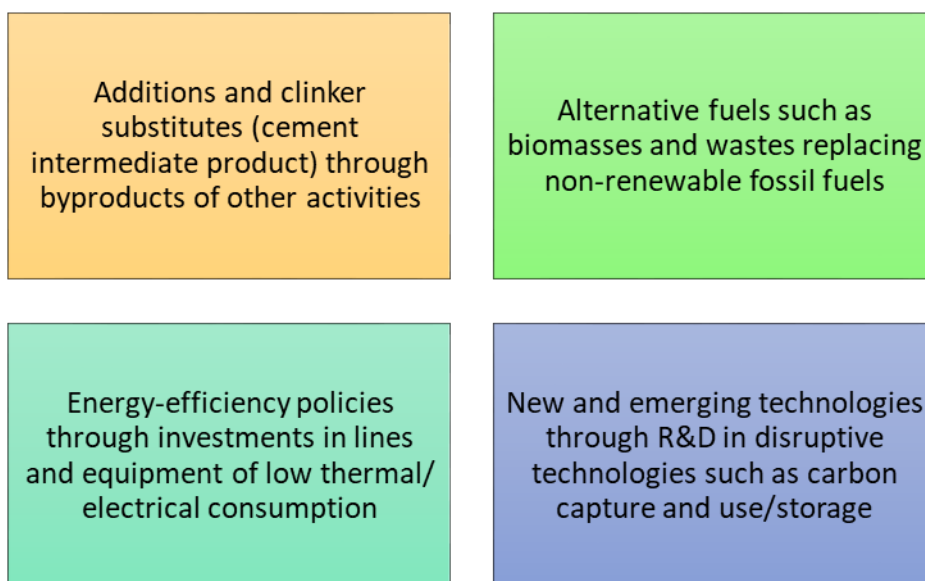 Additions and clinker
substitutes (cement
intermediate product) through
byproducts of other activities
Alternative fuels such as
biomasses and wastes replacing
non-renewable fossil fuels
Energy-efficiency policies
through investments in lines
and equipment of low thermal/
electrical consumption
New and emerging technologies
through R&D in disruptive
technologies such as carbon
capture and use/storage